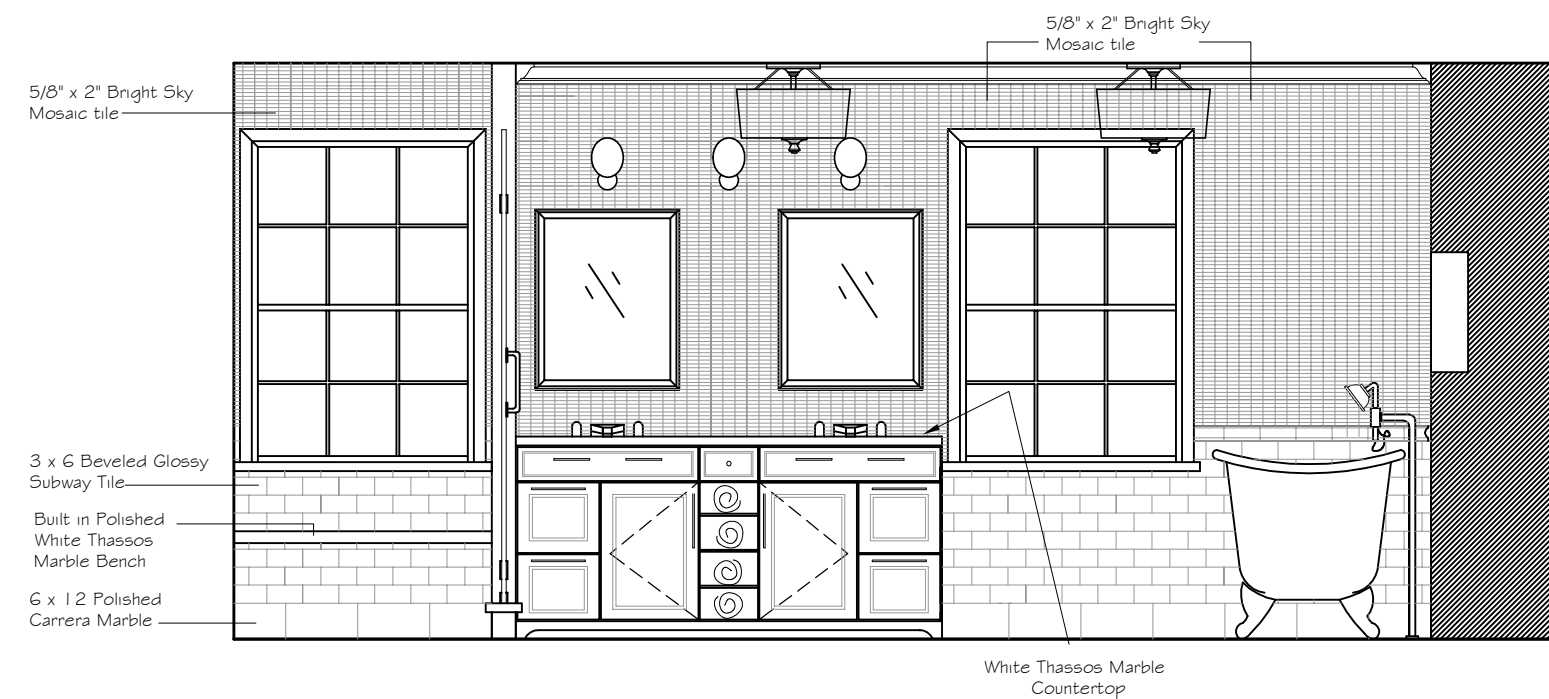 5/8" x 2" Bright Sky
Mosaic tile
5/8" x 2" Bright Sky
Mosaic tile
3 x 6 Beveled Glossy
Subway Tile
Built in Polished
White Thassos
Marble Bench
6 x 12 Polished
Carrera Marble
White Thassos Marble
Countertop